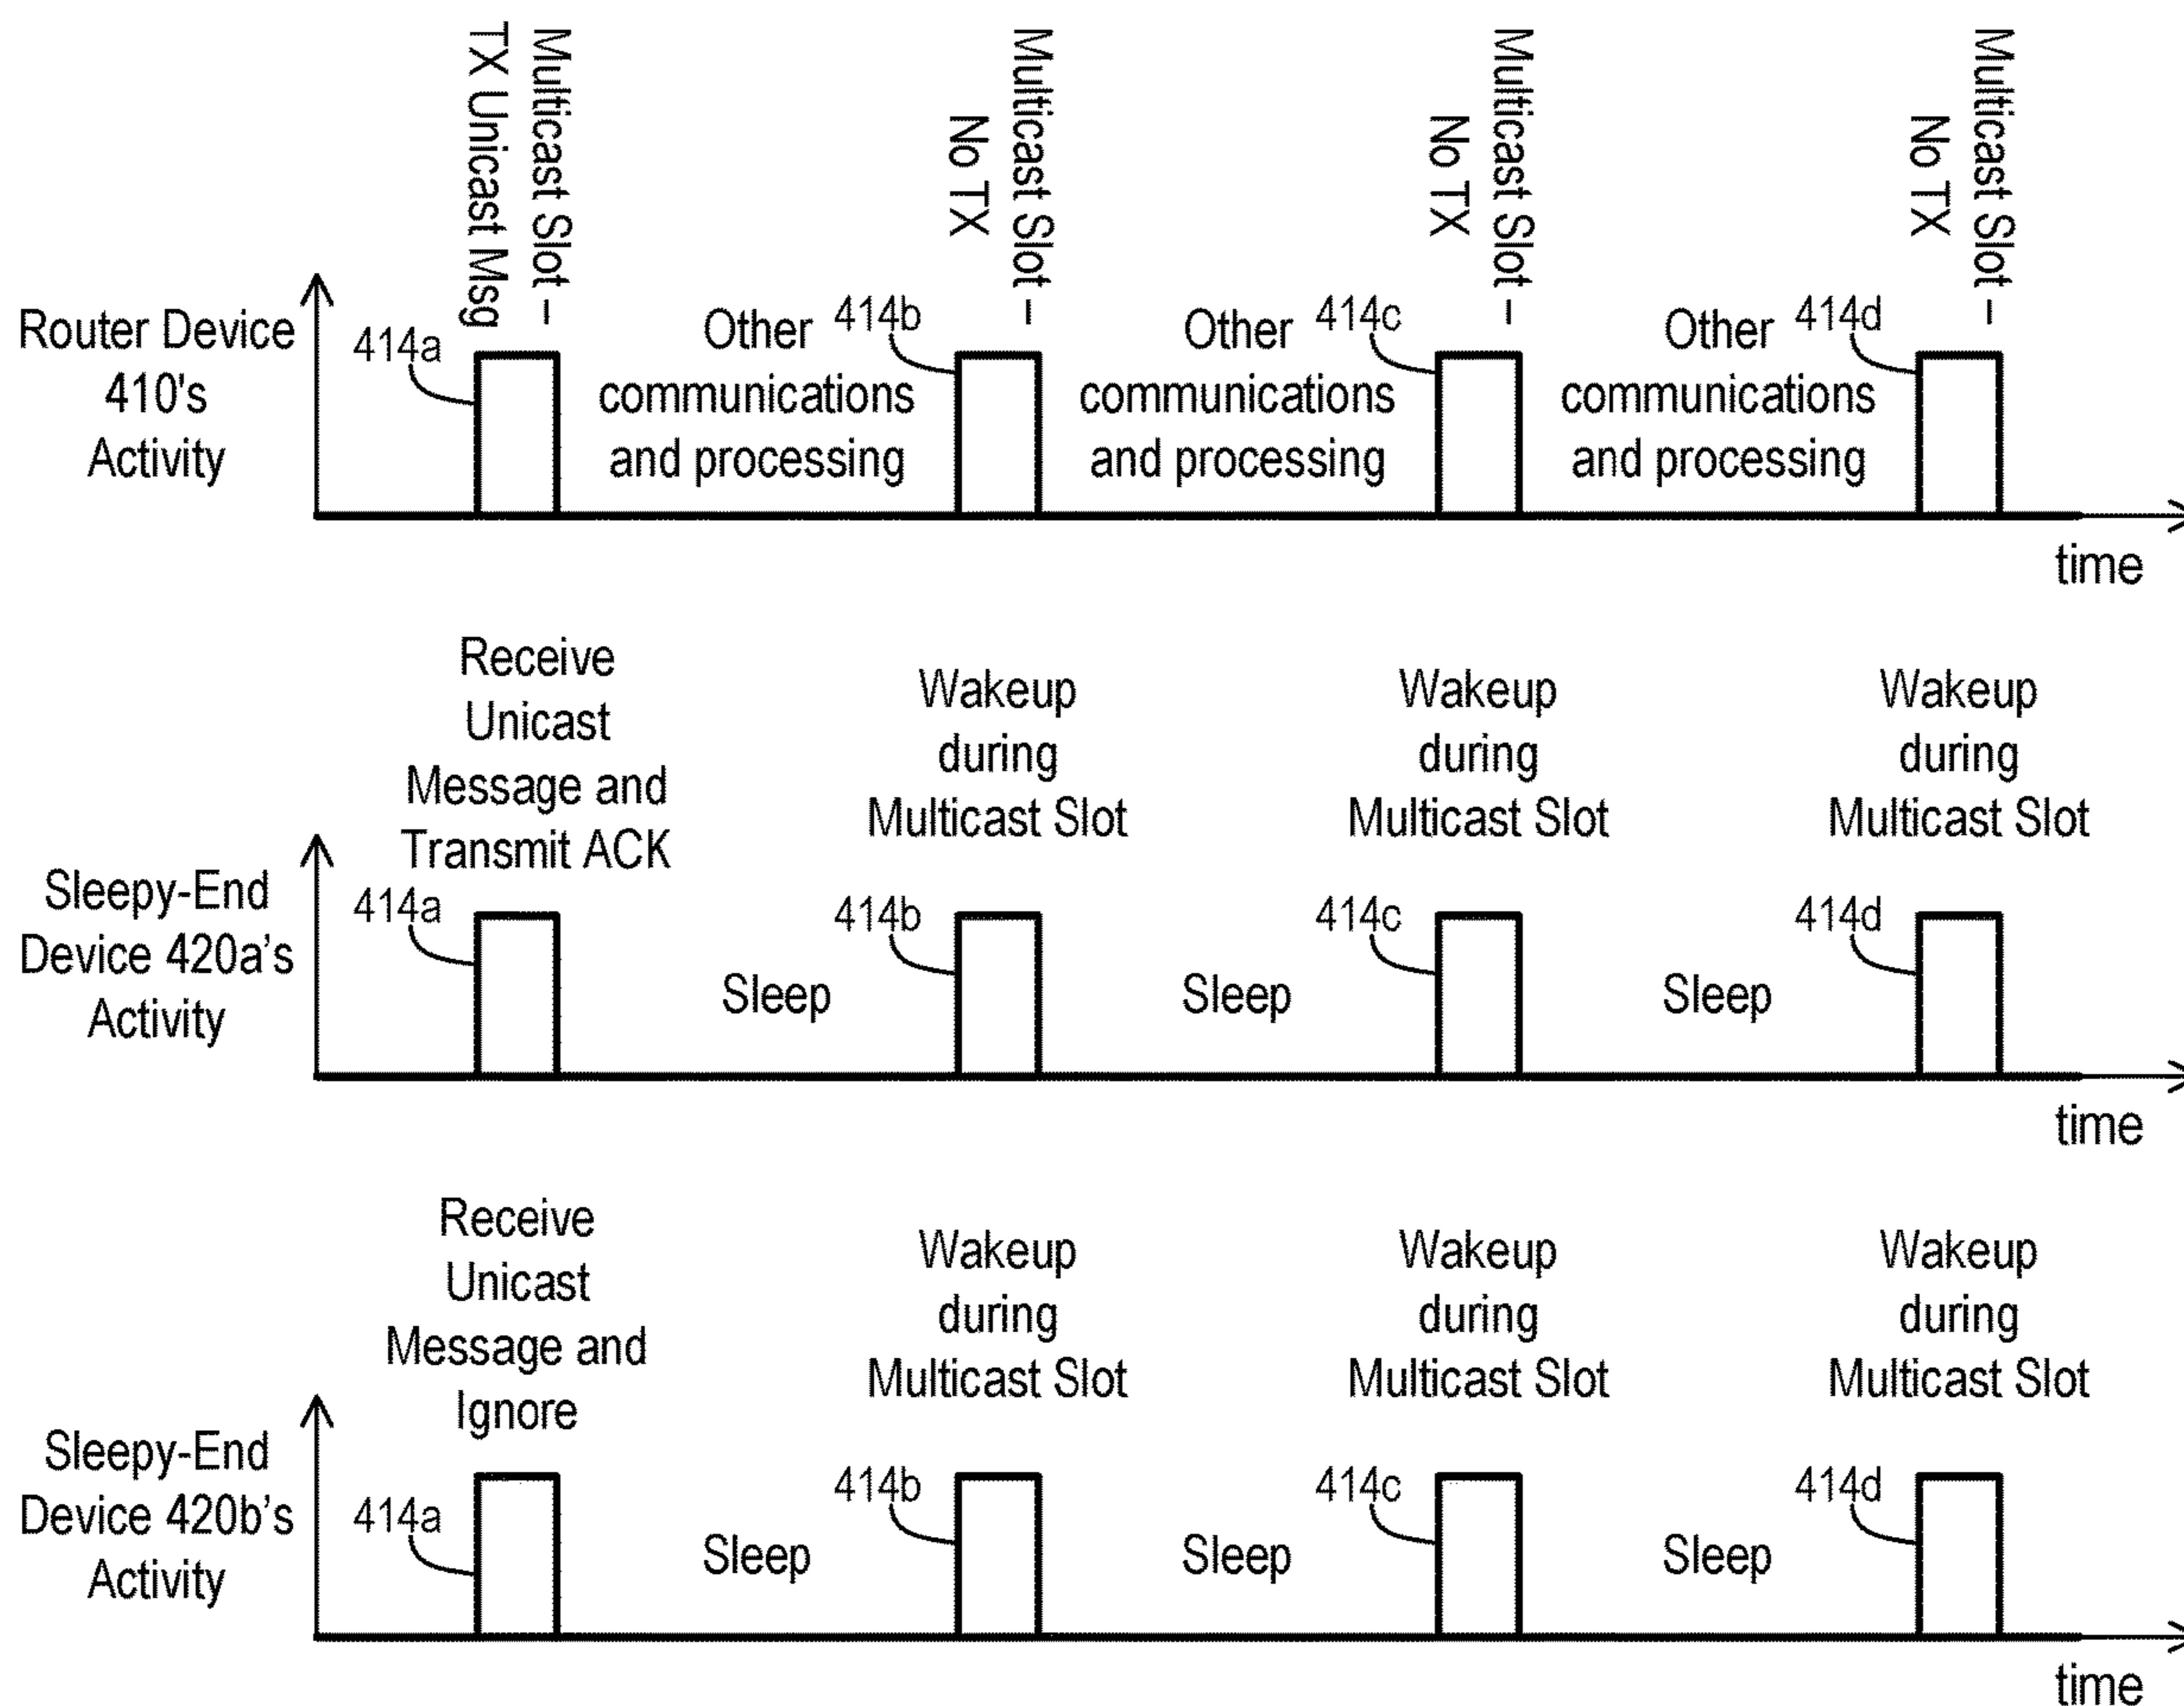 Multicast Slot –
TX Unicast Msg
Multicast Slot –
No TX
Multicast Slot –
No TX
Multicast Slot –
No TX
Router Device
410's
Activity
414a
Other
communications
and processing
414b
Other
communications
and processing
414c
Other
communications
and processing
414d
time
Receive
Unicast
Message and
Transmit ACK
Wakeup
during
Multicast Slot
Wakeup
during
Multicast Slot
Wakeup
during
Multicast Slot
Sleepy-End
Device 420a's
Activity
414a
Sleep
414b
Sleep
414c
Sleep
414d
time
Receive
Unicast
Message and
Ignore
Wakeup
during
Multicast Slot
Wakeup
during
Multicast Slot
Wakeup
during
Multicast Slot
Sleepy-End
Device 420b's
Activity
414a
Sleep
414b
Sleep
414c
Sleep
414d
time